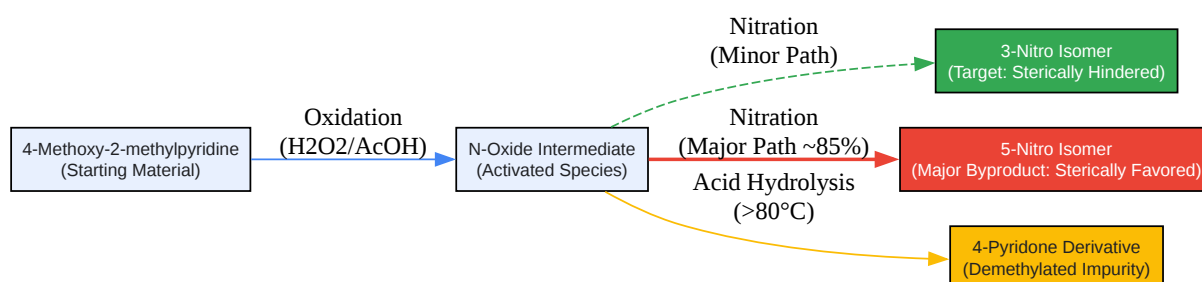 4-Methoxy-2-methylpyridine
(Starting Material)
Oxidation
(H2O2/AcOH)
N-Oxide Intermediate
(Activated Species)
Nitration
(Minor Path)
3-Nitro Isomer
(Target: Sterically Hindered)
Nitration
(Major Path ~85%)
5-Nitro Isomer
(Major Byproduct: Sterically Favored)
Acid Hydrolysis
(>80°C)
4-Pyridone Derivative
(Demethylated Impurity)